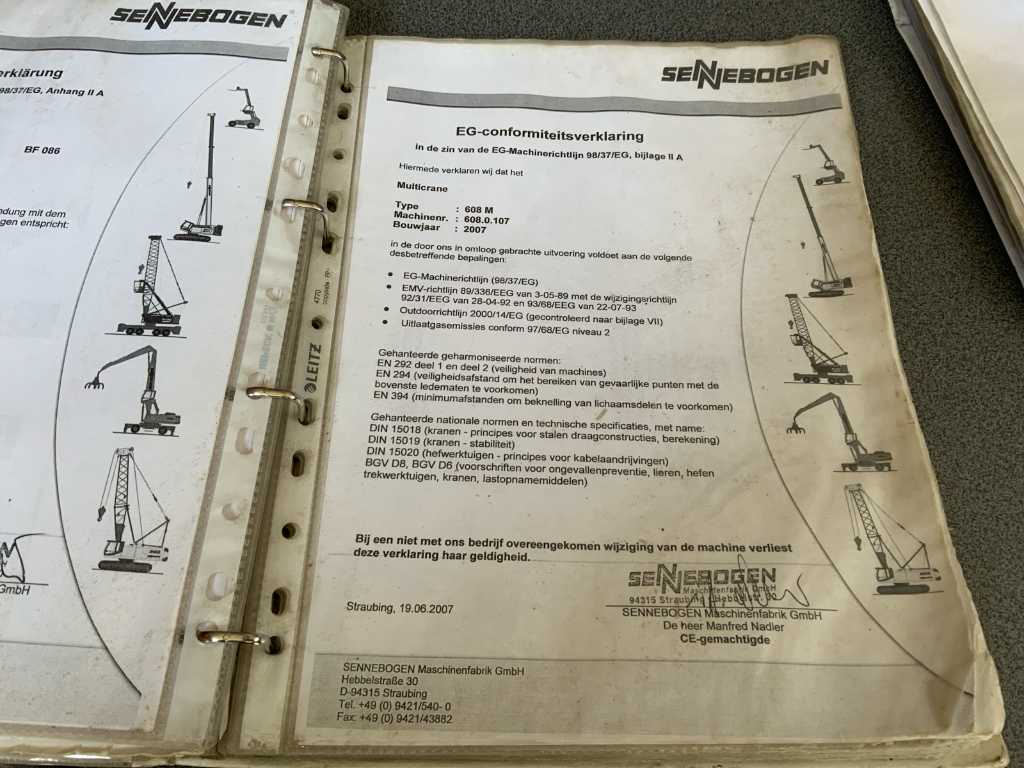 SENNEBOGEN
erklärung
98/37/EG, Anhang II A
BF 086
ndung mit dem
gen entspricht:
GmbH
4770
LEITZ
SENNEBOGEN
EG-conformiteitsverklaring
in de zin van de EG-Machinerichtlijn 98/37/EG, bijlage II A
Hiermede verklaren wij dat het
Multicrane
Type : 608 M
Machinenr. : 608.0.107
Bouwjaar : 2007
in de door ons in omloop gebrachte uitvoering voldoet aan de volgende
desbetreffende bepalingen:
• EG-Machinerichtlijn (98/37/EG)
• EMV-richtlijn 89/336/EEG van 3-05-89 met de wijzigingsrichtlijn
92/31/EEG van 28-04-92 en 93/68/EEG van 22-07-93
• Outdoorrichtlijn 2000/14/EG (gecontroleerd naar bijlage VII)
• Uitlaatgasemissies conform 97/68/EG niveau 2
Gehanteerde geharmoniseerde normen:
EN 292 deel 1 en deel 2 (veiligheid van machines)
EN 294 (veiligheidsafstand om het bereiken van gevaarlijke punten met de
bovenste ledematen te voorkomen)
EN 394 (minimumafstanden om beknelling van lichaamsdelen te voorkomen)
Gehanteerde nationale normen en technische specificaties, met name:
DIN 15018 (kranen - principes voor stalen draagconstructies, berekening)
DIN 15019 (kranen - stabiliteit)
DIN 15020 (hefwerktuigen - principes voor kabelaandrijvingen)
BGV D8, BGV D6 (voorschriften voor ongevallenpreventie, lieren, hefen
trekwerktuigen, kranen, lastopnamemiddelen)
Bij een niet met ons bedrijf overeengekomen wijziging van de machine verliest
deze verklaring haar geldigheid.
SENNEBOGEN
Maschinenfabrik GmbH
94315 Straubing
Straubing, 19.06.2007
SENNEBOGEN Maschinenfabrik GmbH
De heer Manfred Nadler
CE-gemachtigde
SENNEBOGEN Maschinenfabrik GmbH
Hebbelstraße 30
D-94315 Straubing
Tel. +49 (0) 9421/540- 0
Fax: +49 (0) 9421/43882